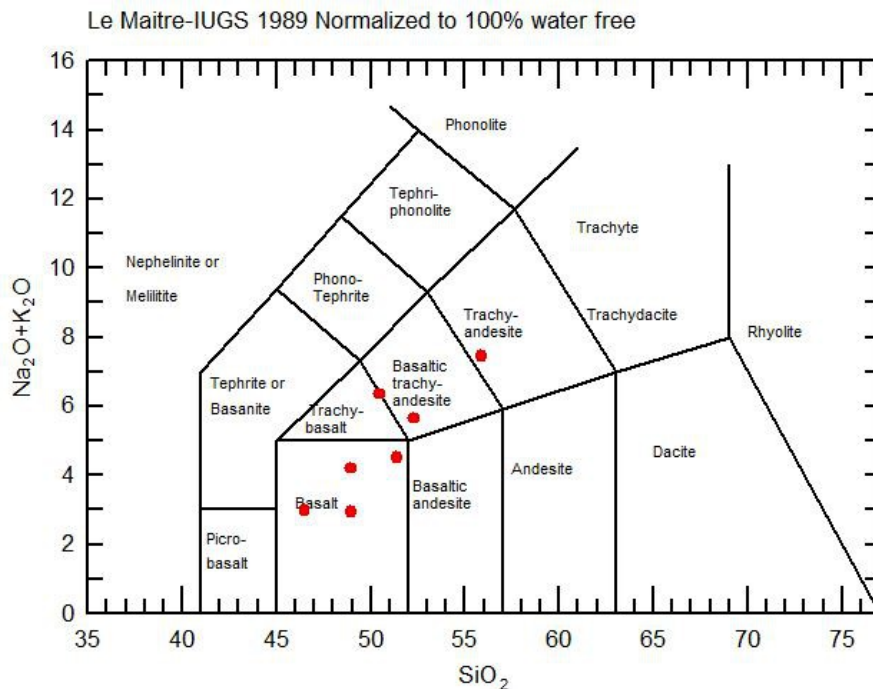 Le Maitre-IUGS 1989 Normalized to 100% water free
16
14
12
10
8
6
4
2
0
Na₂O+K₂O
Phonolite
Tephri-
phonolite
Trachyte
Nephelinite or
Melilitite
Phono-
Tephrite
Trachy-
andesite
Trachydacite
Rhyolite
Basaltic
trachy-
andesite
Tephrite or
Basanite
Trachy-
basalt
Dacite
Andesite
Basaltic
andesite
Basalt
Picro-
basalt
35
40
45
50
55
60
65
70
75
SiO₂